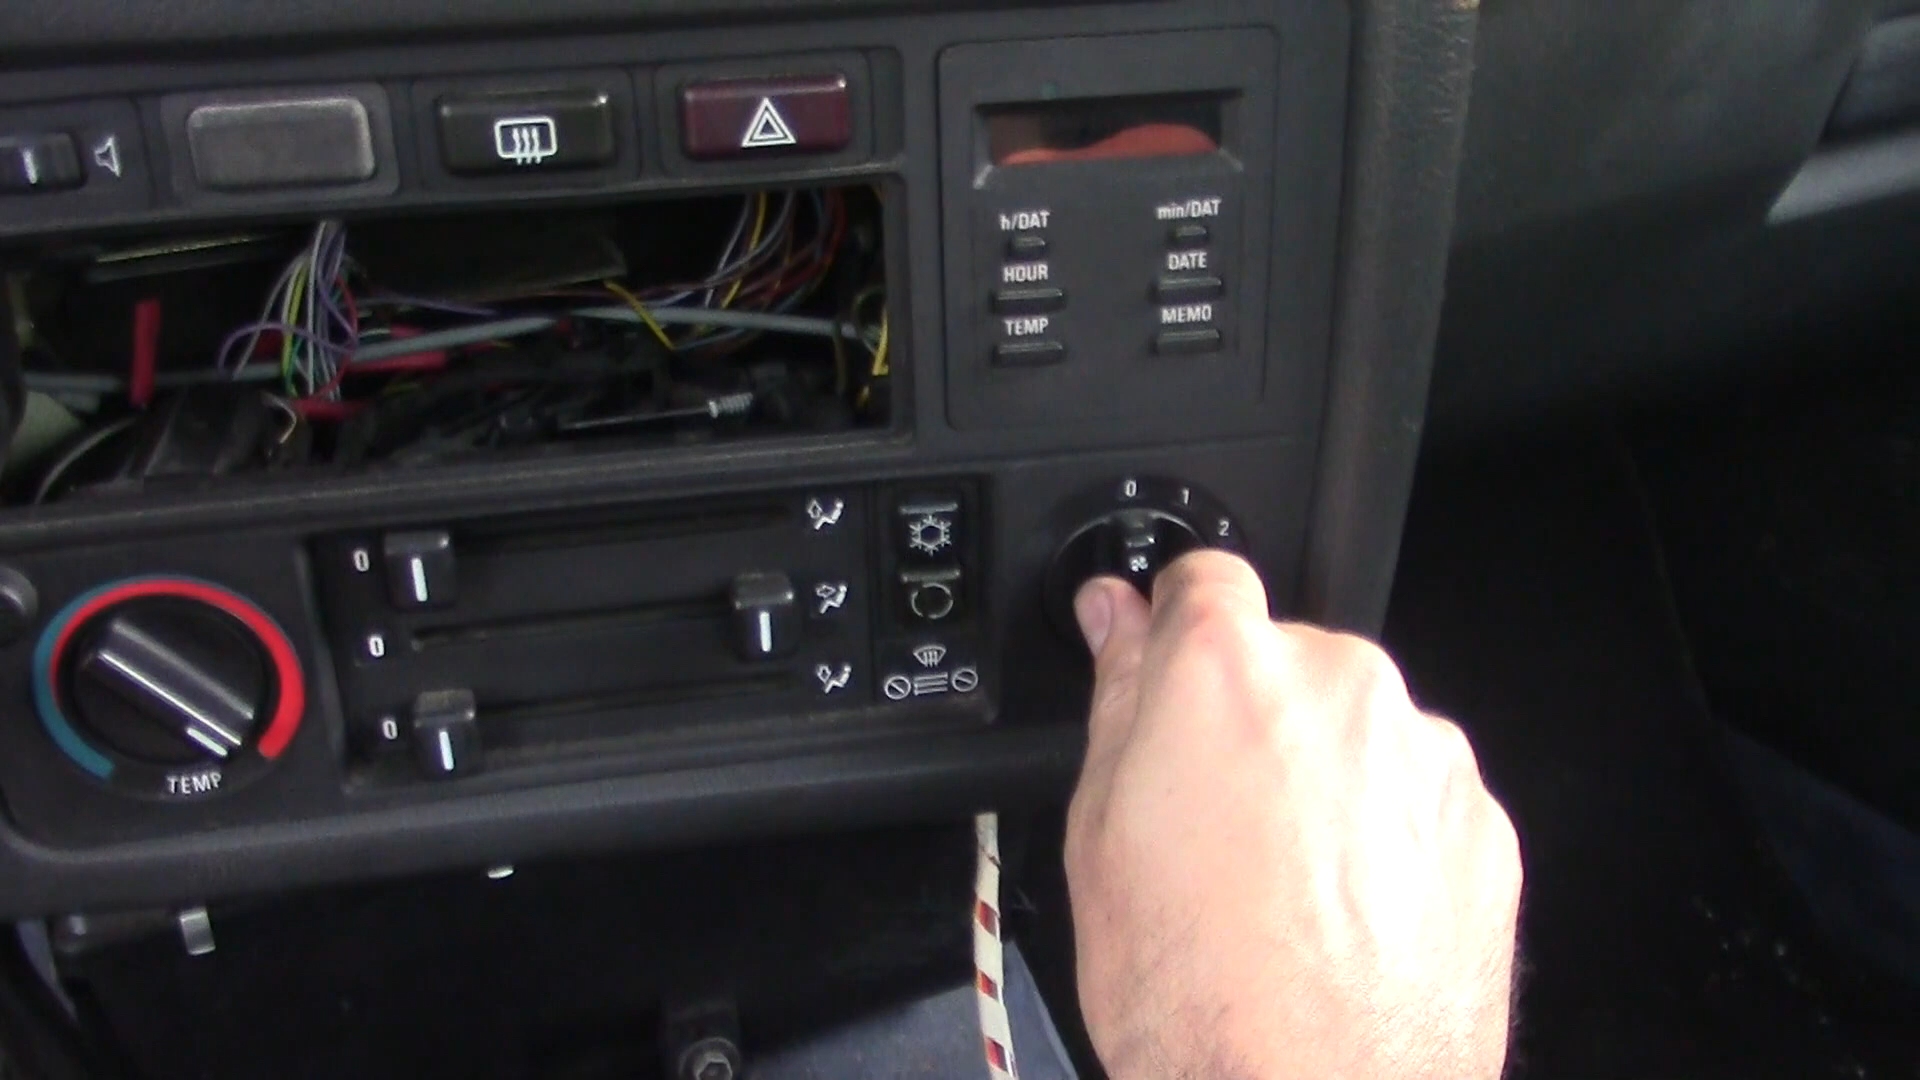 h/DAT min/DAT
HOUR DATE
TEMP MEMO
0 1 2
0
0
0
TEMP